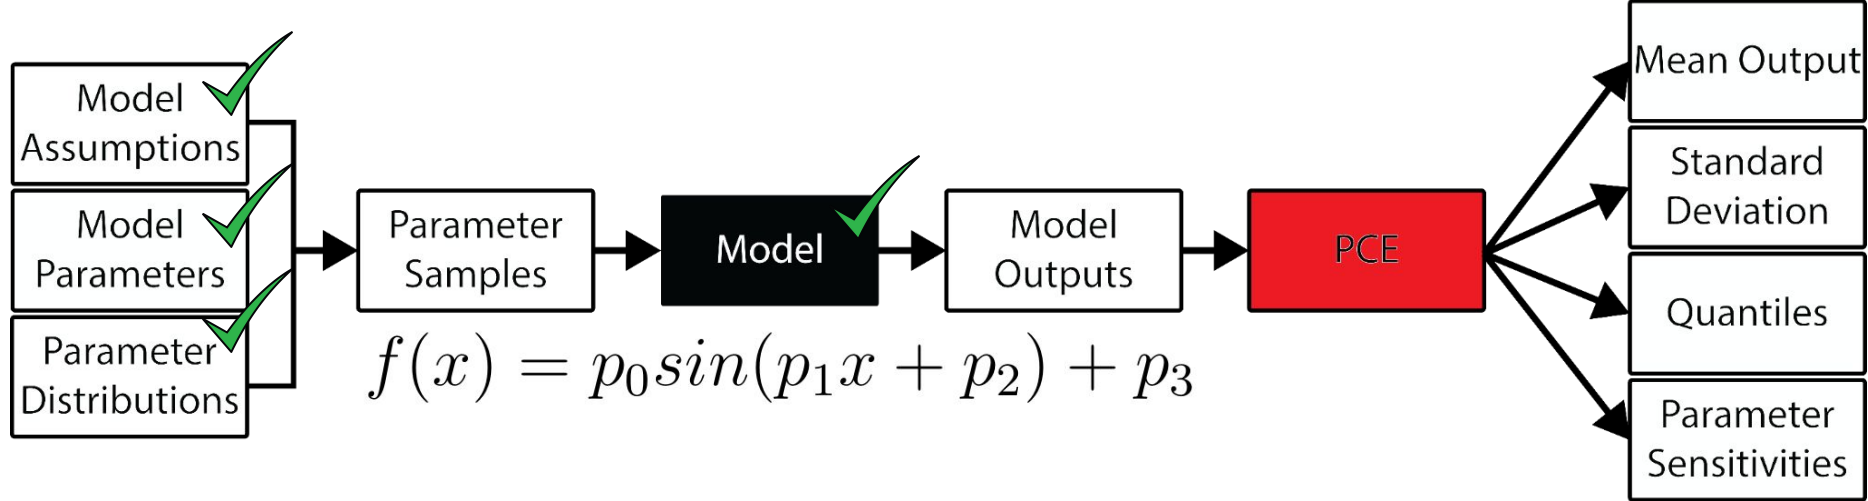 Model
Assumptions
Model
Parameters
Parameter
Distributions
Parameter
Samples
Model
Model
Outputs
PCE
f(x) = p₀sin(p₁x + p₂) + p₃
Mean Output
Standard
Deviation
Quantiles
Parameter
Sensitivities